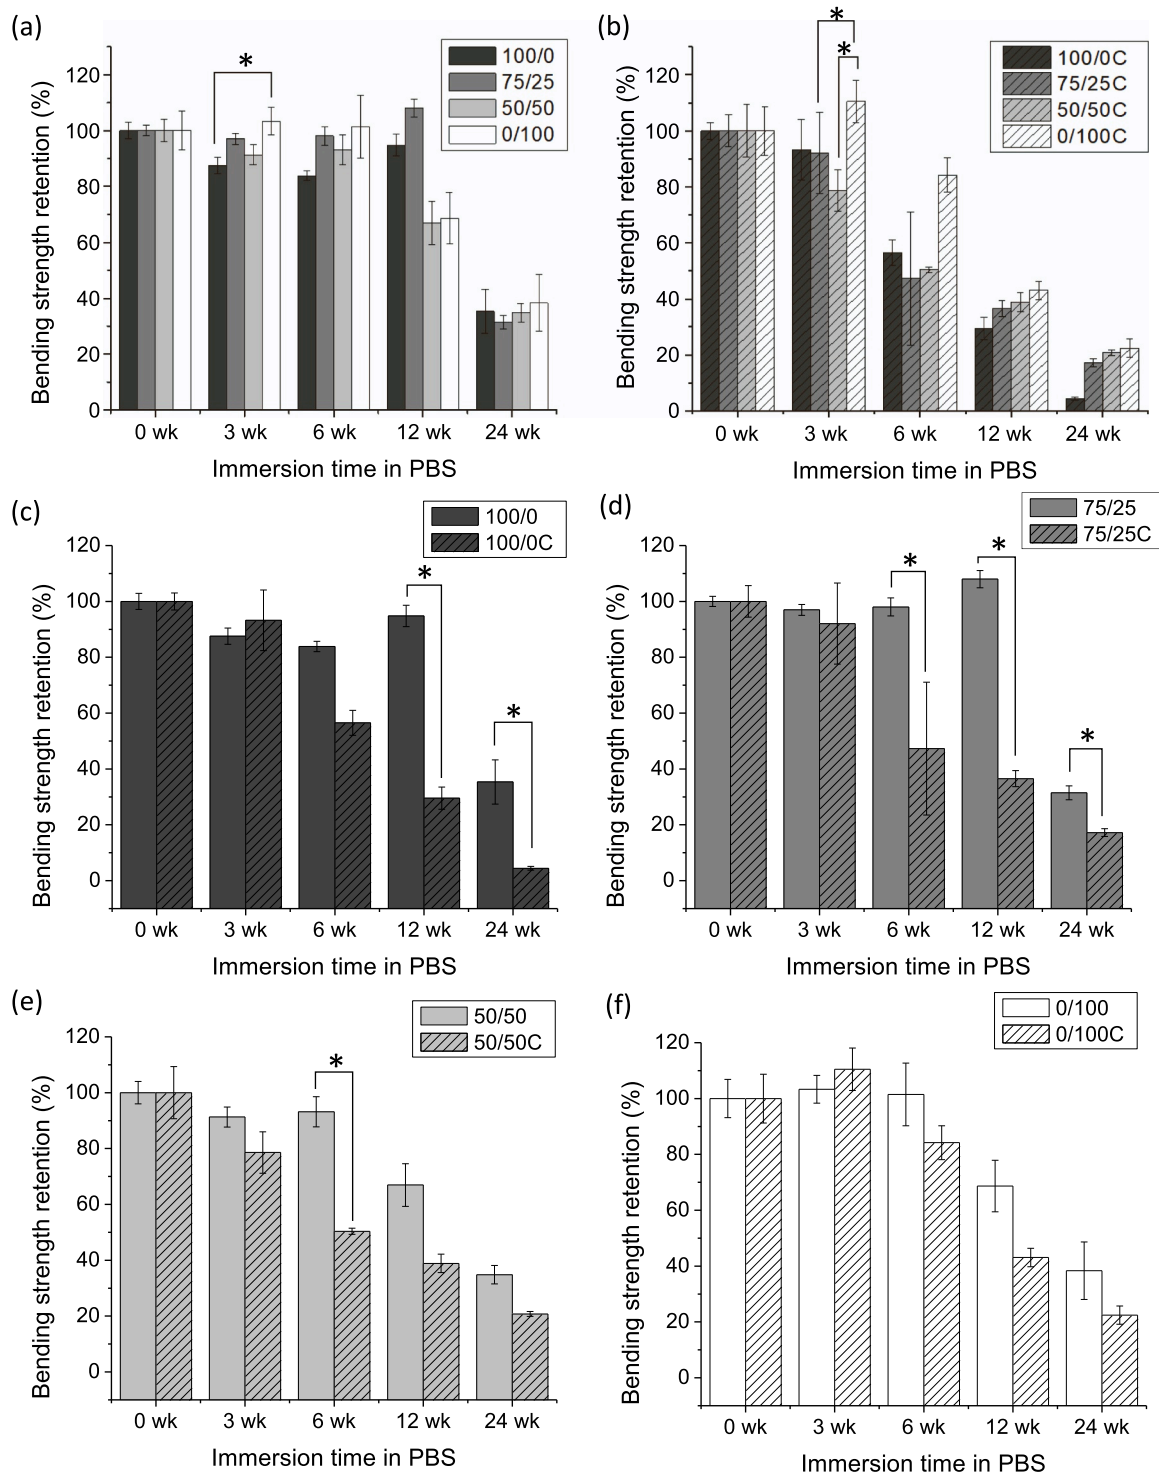 (a)
*
100/0
75/25
50/50
0/100
Bending strength retention (%)
120
100
80
60
40
20
0
0 wk 3 wk 6 wk 12 wk 24 wk
Immersion time in PBS
(b)
*
*
100/0C
75/25C
50/50C
0/100C
Bending strength retention (%)
120
100
80
60
40
20
0
0 wk 3 wk 6 wk 12 wk 24 wk
Immersion time in PBS
(c)
100/0
100/0C
*
*
Bending strength retention (%)
120
100
80
60
40
20
0
0 wk 3 wk 6 wk 12 wk 24 wk
Immersion time in PBS
(d)
75/25
75/25C
*
*
*
Bending strength retention (%)
120
100
80
60
40
20
0
0 wk 3 wk 6 wk 12 wk 24 wk
Immersion time in PBS
(e)
50/50
50/50C
*
Bending strength retention (%)
120
100
80
60
40
20
0
0 wk 3 wk 6 wk 12 wk 24 wk
Immersion time in PBS
(f)
0/100
0/100C
Bending strength retention (%)
120
100
80
60
40
20
0
0 wk 3 wk 6 wk 12 wk 24 wk
Immersion time in PBS